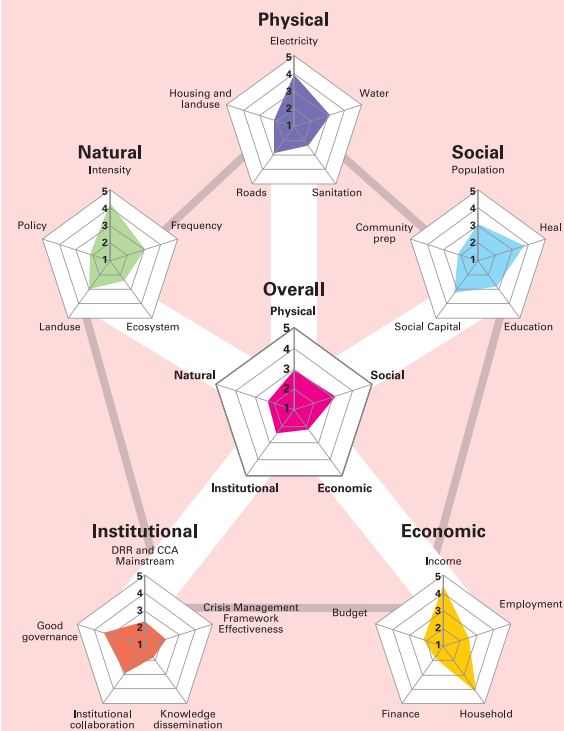 Physical
Electricity
5
4
3
2
1
Housing and
landuse
Water
Roads
Sanitation
Natural
Intensity
5
4
3
2
1
Policy
Frequency
Landuse
Ecosystem
Social
Population
5
4
3
2
1
Community
prep
Heal
Social Capital
Education
Overall
Physical
5
4
3
2
1
Natural
Social
Institutional
Economic
Institutional
DRR and CCA
Mainstream
5
4
3
2
1
Good
governance
Crisis Management
Framework
Effectiveness
Institutional
collaboration
Knowledge
dissemination
Economic
Income
5
4
3
2
1
Budget
Employment
Finance
Household